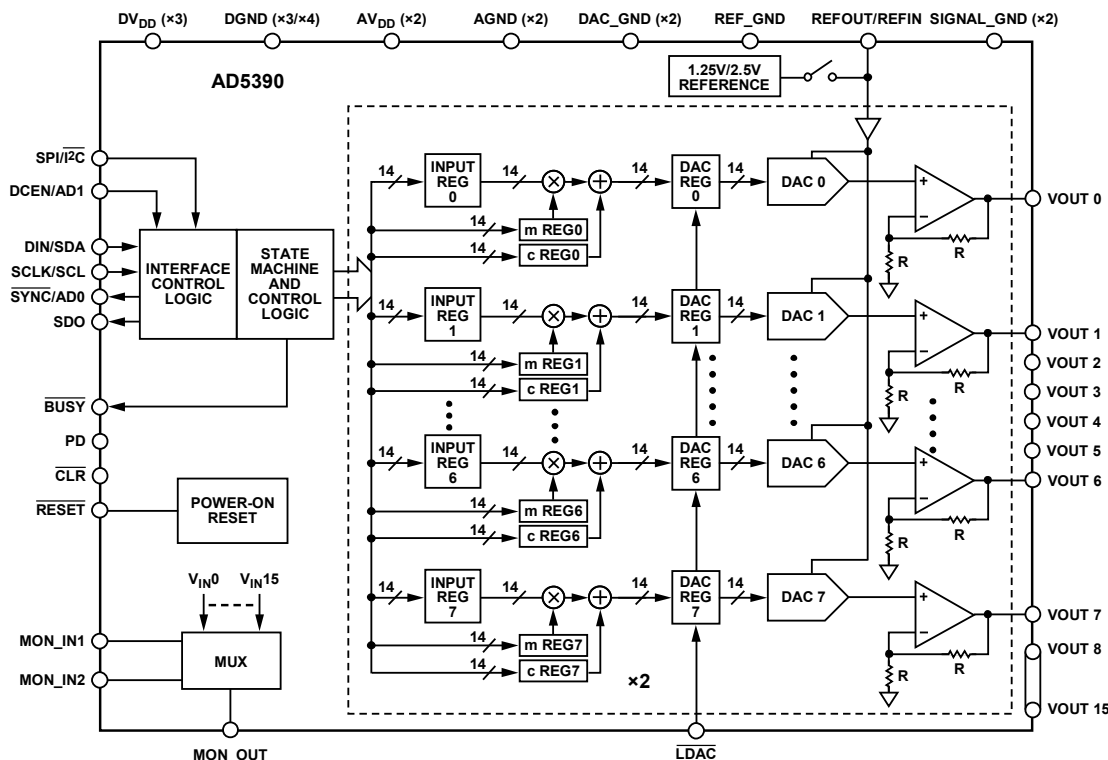 DVDD (×3)
DGND (×3/×4)
AVDD (×2)
AGND (×2)
DAC_GND (×2)
REF_GND
REFOUT/REFIN
SIGNAL_GND (×2)
AD5390
1.25V/2.5V
REFERENCE
SPI/I2C
DCEN/AD1
DIN/SDA
SCLK/SCL
SYNC/AD0
SDO
BUSY
PD
CLR
RESET
MON_IN1
MON_IN2
INTERFACE
CONTROL
LOGIC
STATE
MACHINE
AND
CONTROL
LOGIC
POWER-ON
RESET
VIN0
VIN15
MUX
MON_OUT
14
INPUT
REG
0
14
×
+
14
DAC
REG
0
14
DAC 0
+
–
R
R
VOUT 0
14
m REG0
14
c REG0
14
INPUT
REG
1
14
×
+
14
DAC
REG
1
14
DAC 1
+
–
R
R
VOUT 1
14
m REG1
14
c REG1
VOUT 2
VOUT 3
VOUT 4
VOUT 5
14
INPUT
REG
6
14
×
+
14
DAC
REG
6
14
DAC 6
+
–
R
R
VOUT 6
14
m REG6
14
c REG6
14
INPUT
REG
7
14
×
+
14
DAC
REG
7
14
DAC 7
+
–
R
R
VOUT 7
14
m REG7
14
c REG7
×2
VOUT 8
VOUT 15
LDAC